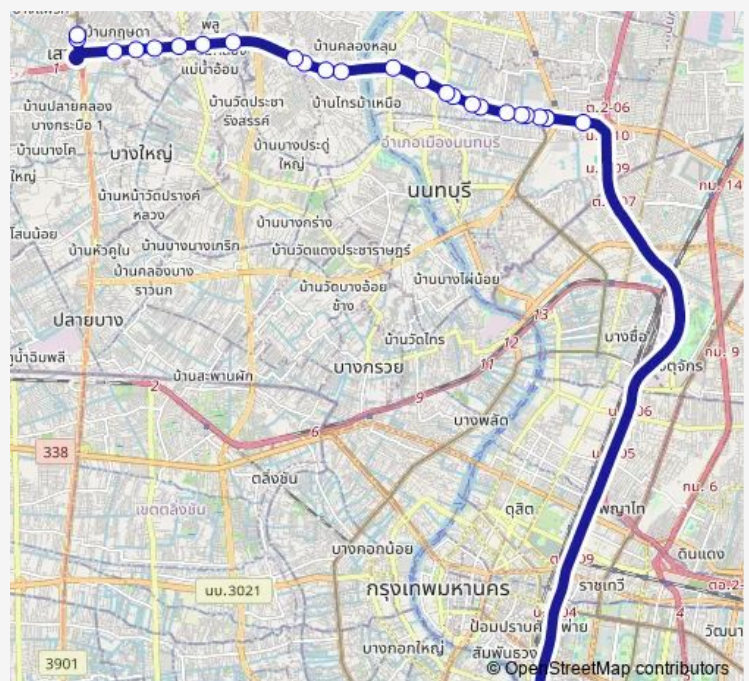 บ้านกฤษดา
พลู
บ้านคลองหลุม
1
แม่น้ำอ้อม
บ้านปลายคลอง
บางกระบือ 1
บ้านวัดประชา
รังสรรค์
บ้านไทรม้าเหนือ
ต.2-06
บ้านบางโค
บางใหญ่
บ้านบางประดู่
ใหญ่
อำเภอเมืองนนทบุรี
ใหญ่
กม. 14
บ้านหน้าวัดปรางค์
หลวง
นนทบุรี
บ้านบางกร่าง
บ้านหัวคูใน
บ้านบางนางเกริก
บ้านวัดแดงประชาราษฎร์
บ้านคลองบาง
ราวนก
บ้านวัดบางอ้อย
ช้าง
บ้านบางไผ่น้อย
ปลายบาง
13
บ้านวัดไทร
12
บางซื่อ
11
บางกรวย
กม. 9
บ้านสะพานผัก
2
9
บางพลัด
6
338
ตลิ่งชัน
กม. 6
เขตตลิ่งชัน
ดุสิต
พญาไท
บางกอกน้อย
ดินแดง
นบ.3021
กรุงเทพมหานคร
ราชเทวี
4
ป้อมปราบศั
พ่าย
วัฒนา
3901
บางกอกใหญ่
สัมพันธวง
© OpenStreetMap contributors